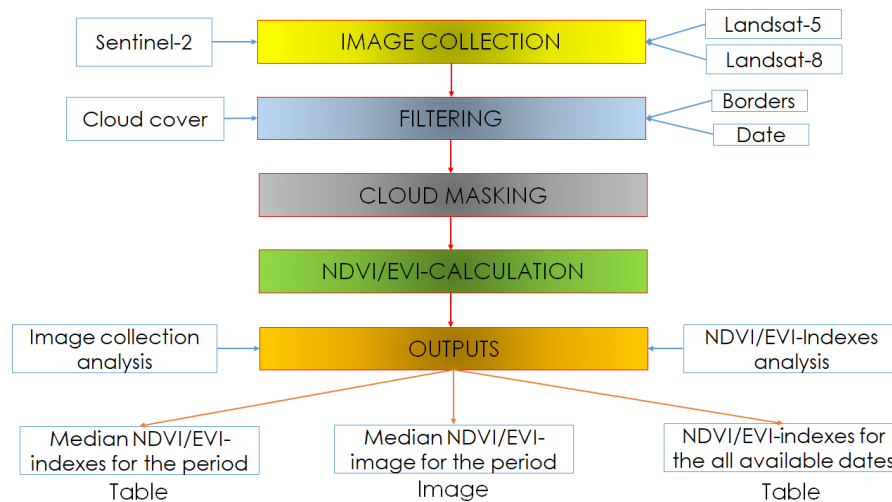 Sentinel-2
IMAGE COLLECTION
Landsat-5
Landsat-8
Cloud cover
FILTERING
Borders
Date
CLOUD MASKING
NDVI/EVI-CALCULATION
Image collection
analysis
OUTPUTS
NDVI/EVI-Indexes
analysis
Median NDVI/EVI-
indexes for the period
Table
Median NDVI/EVI-
image for the period
Image
NDVI/EVI-indexes for
the all available dates
Table